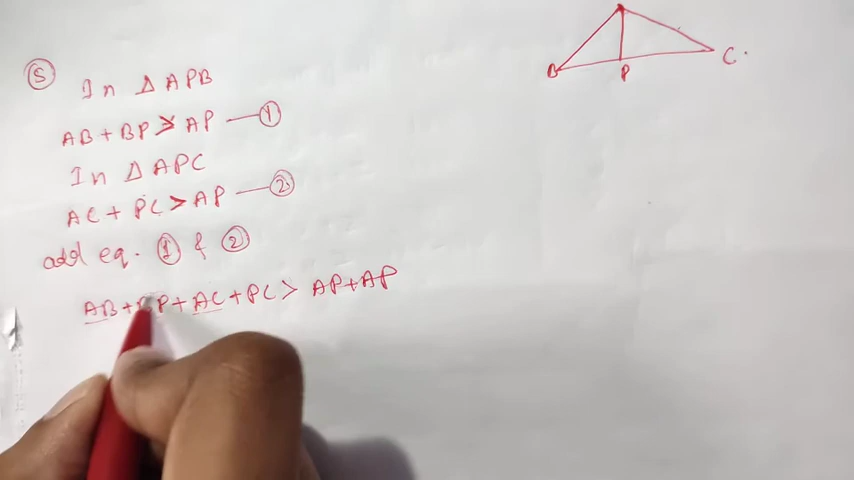 5 In △APB
AB + BP > AP — 1
In △APC
AC + PC > AP — 2
add eq. 1 & 2
AB + BP + AC + PC > AP + AP
B P C